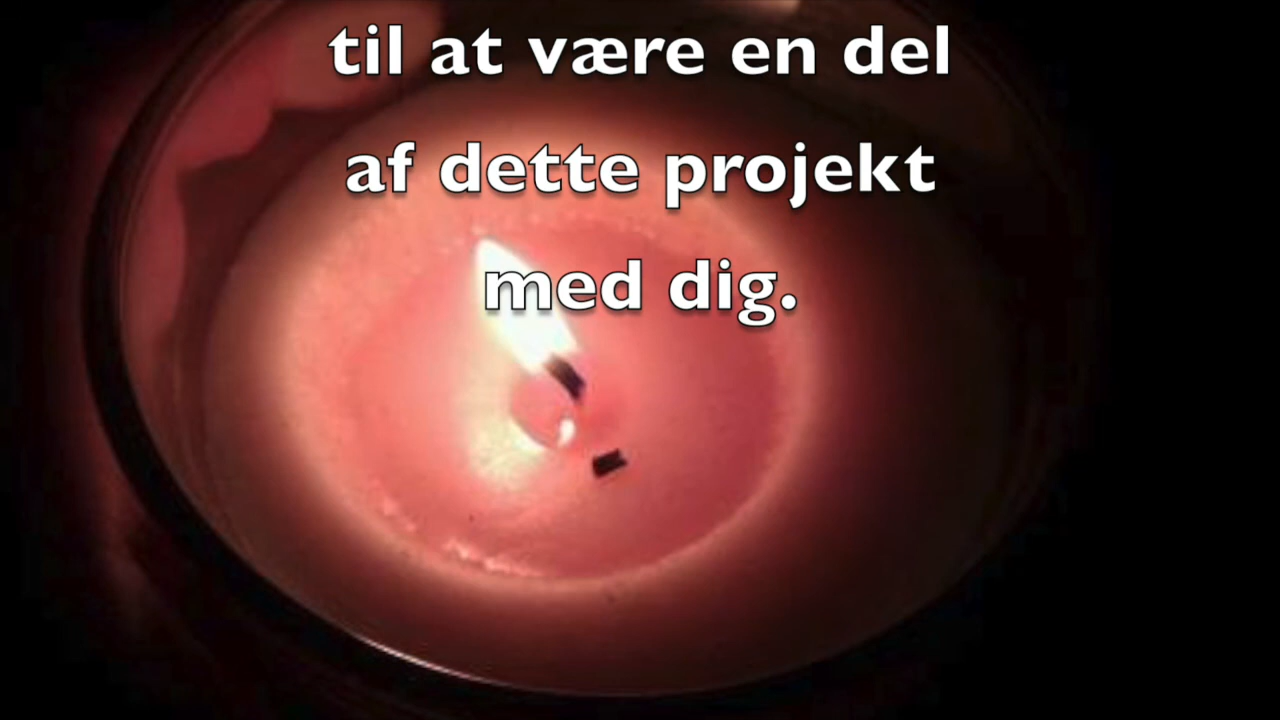 til at være en del
af dette projekt
med dig.